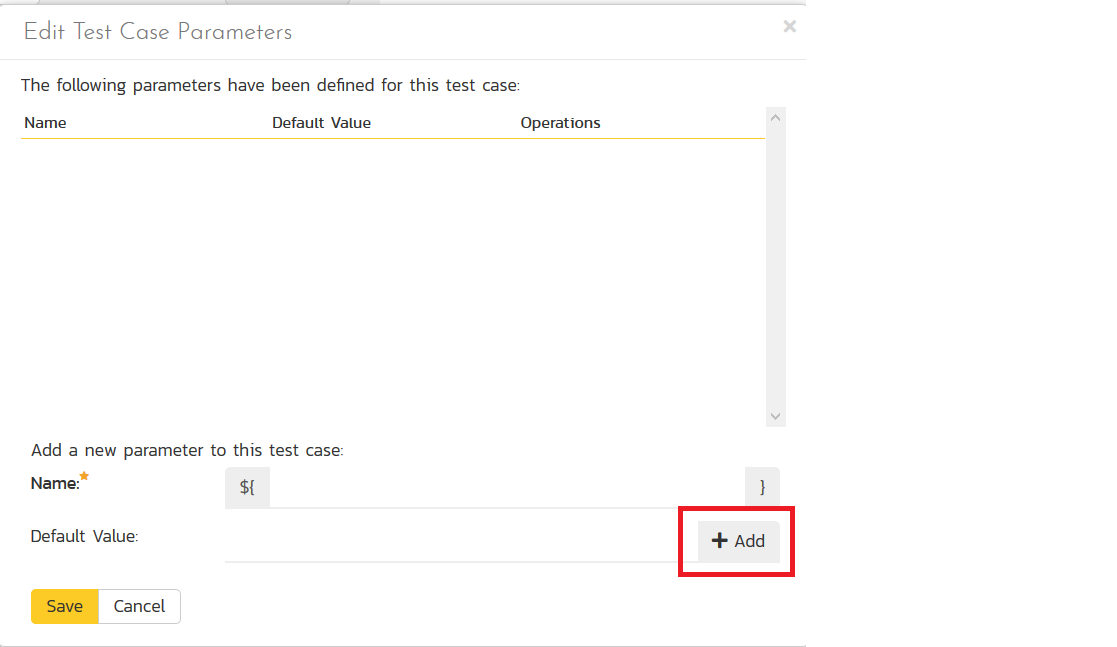 Edit Test Case Parameters
×
The following parameters have been defined for this test case:
Name Default Value Operations
Add a new parameter to this test case:
Name:
${ }
Default Value:
+ Add
Save Cancel